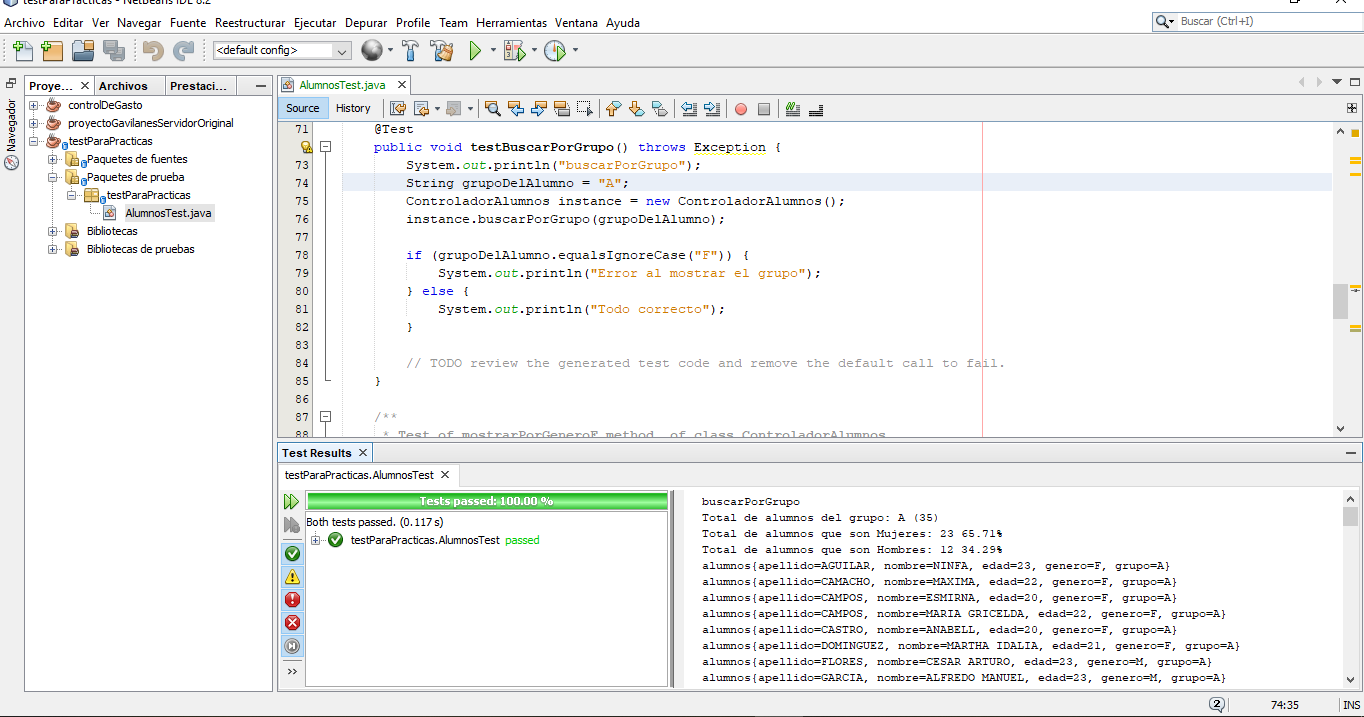 testParaPracticas - NetBeans IDE 8.2
Archivo Editar Ver Navegar Fuente Reestructurar Ejecutar Depurar Profile Team Herramientas Ventana Ayuda
Buscar (Ctrl+I)
<default config>
Navegador
Proye... Archivos Prestaci...
controlDeGasto
proyectoGavilanesServidorOriginal
testParaPracticas
Paquetes de fuentes
Paquetes de prueba
testParaPracticas
AlumnosTest.java
Bibliotecas
Bibliotecas de pruebas
AlumnosTest.java
Source History
71 @Test
public void testBuscarPorGrupo() throws Exception {
73 System.out.println("buscarPorGrupo");
74 String grupoDelAlumno = "A";
75 ControladorAlumnos instance = new ControladorAlumnos();
76 instance.buscarPorGrupo(grupoDelAlumno);
77
78 if (grupoDelAlumno.equalsIgnoreCase("F")) {
79 System.out.println("Error al mostrar el grupo");
80 } else {
81 System.out.println("Todo correcto");
82 }
83
84 // TODO review the generated test code and remove the default call to fail.
85 }
86
87 /**
88 * Test of mostrarPorGeneroF method, of class ControladorAlumnos
Test Results
testParaPracticas.AlumnosTest
Tests passed: 100.00 %
Both tests passed. (0.117 s)
testParaPracticas.AlumnosTest passed
buscarPorGrupo
Total de alumnos del grupo: A (35)
Total de alumnos que son Mujeres: 23 65.71%
Total de alumnos que son Hombres: 12 34.29%
alumnos{apellido=AGUILAR, nombre=NINFA, edad=23, genero=F, grupo=A}
alumnos{apellido=CAMACHO, nombre=MAXIMA, edad=22, genero=F, grupo=A}
alumnos{apellido=CAMPOS, nombre=ESMIRNA, edad=20, genero=F, grupo=A}
alumnos{apellido=CAMPOS, nombre=MARIA GRICELDA, edad=22, genero=F, grupo=A}
alumnos{apellido=CASTRO, nombre=ANABELL, edad=20, genero=F, grupo=A}
alumnos{apellido=DOMINGUEZ, nombre=MARTHA IDALIA, edad=21, genero=F, grupo=A}
alumnos{apellido=FLORES, nombre=CESAR ARTURO, edad=23, genero=M, grupo=A}
alumnos{apellido=GARCIA, nombre=ALFREDO MANUEL, edad=23, genero=M, grupo=A}
2 74:35 INS